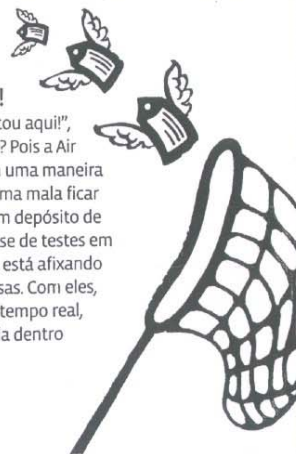 !
tou aqui!",
? Pois a Air
uma maneira
ma mala ficar
m depósito de
se de testes em
está afixando
sas. Com eles,
tempo real,
a dentro